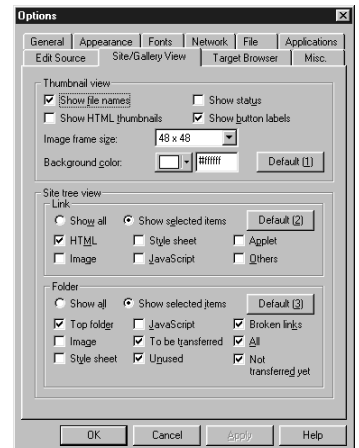 Options
General Appearance Fonts Network File Applications
Edit Source Site/Gallery View Target Browser Misc.
Thumbnail view
Show file names Show status
Show HTML thumbnails Show button labels
Image frame size: 48 x 48
Background color: #ffffff Default (1)
Site tree view
Link
Show all Show selected items Default (2)
HTML Style sheet Applet
Image JavaScript Others
Folder
Show all Show selected items Default (3)
Top folder JavaScript Broken links
Image To be transferred All
Style sheet Unused Not
transferred yet
OK Cancel Apply Help